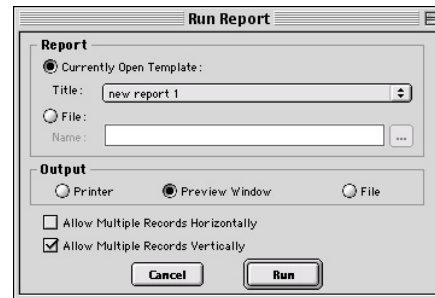 Run Report
Report
Currently Open Template:
Title: new report 1
File:
Name: ...
Output
Printer Preview Window File
Allow Multiple Records Horizontally
Allow Multiple Records Vertically
Cancel Run